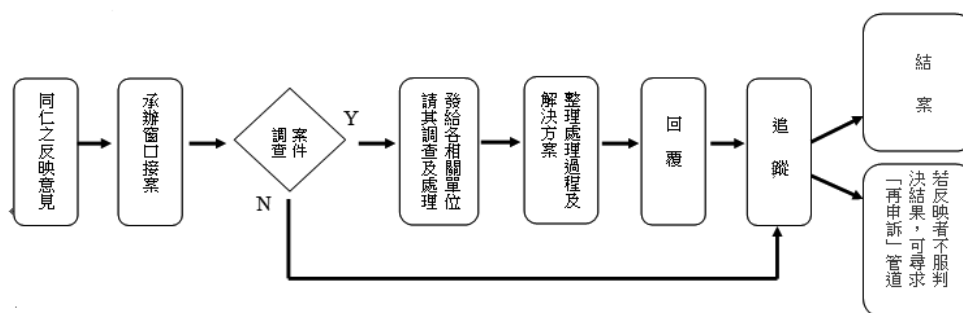 同仁之反映意見
承辦窗口接案
案件
調查
Y
N
發給各相關單位
請其調查及處理
整理處理過程及
解決方案
回覆
追蹤
結案
若反映者不服判
決結果，可尋求
「再申訴」管道